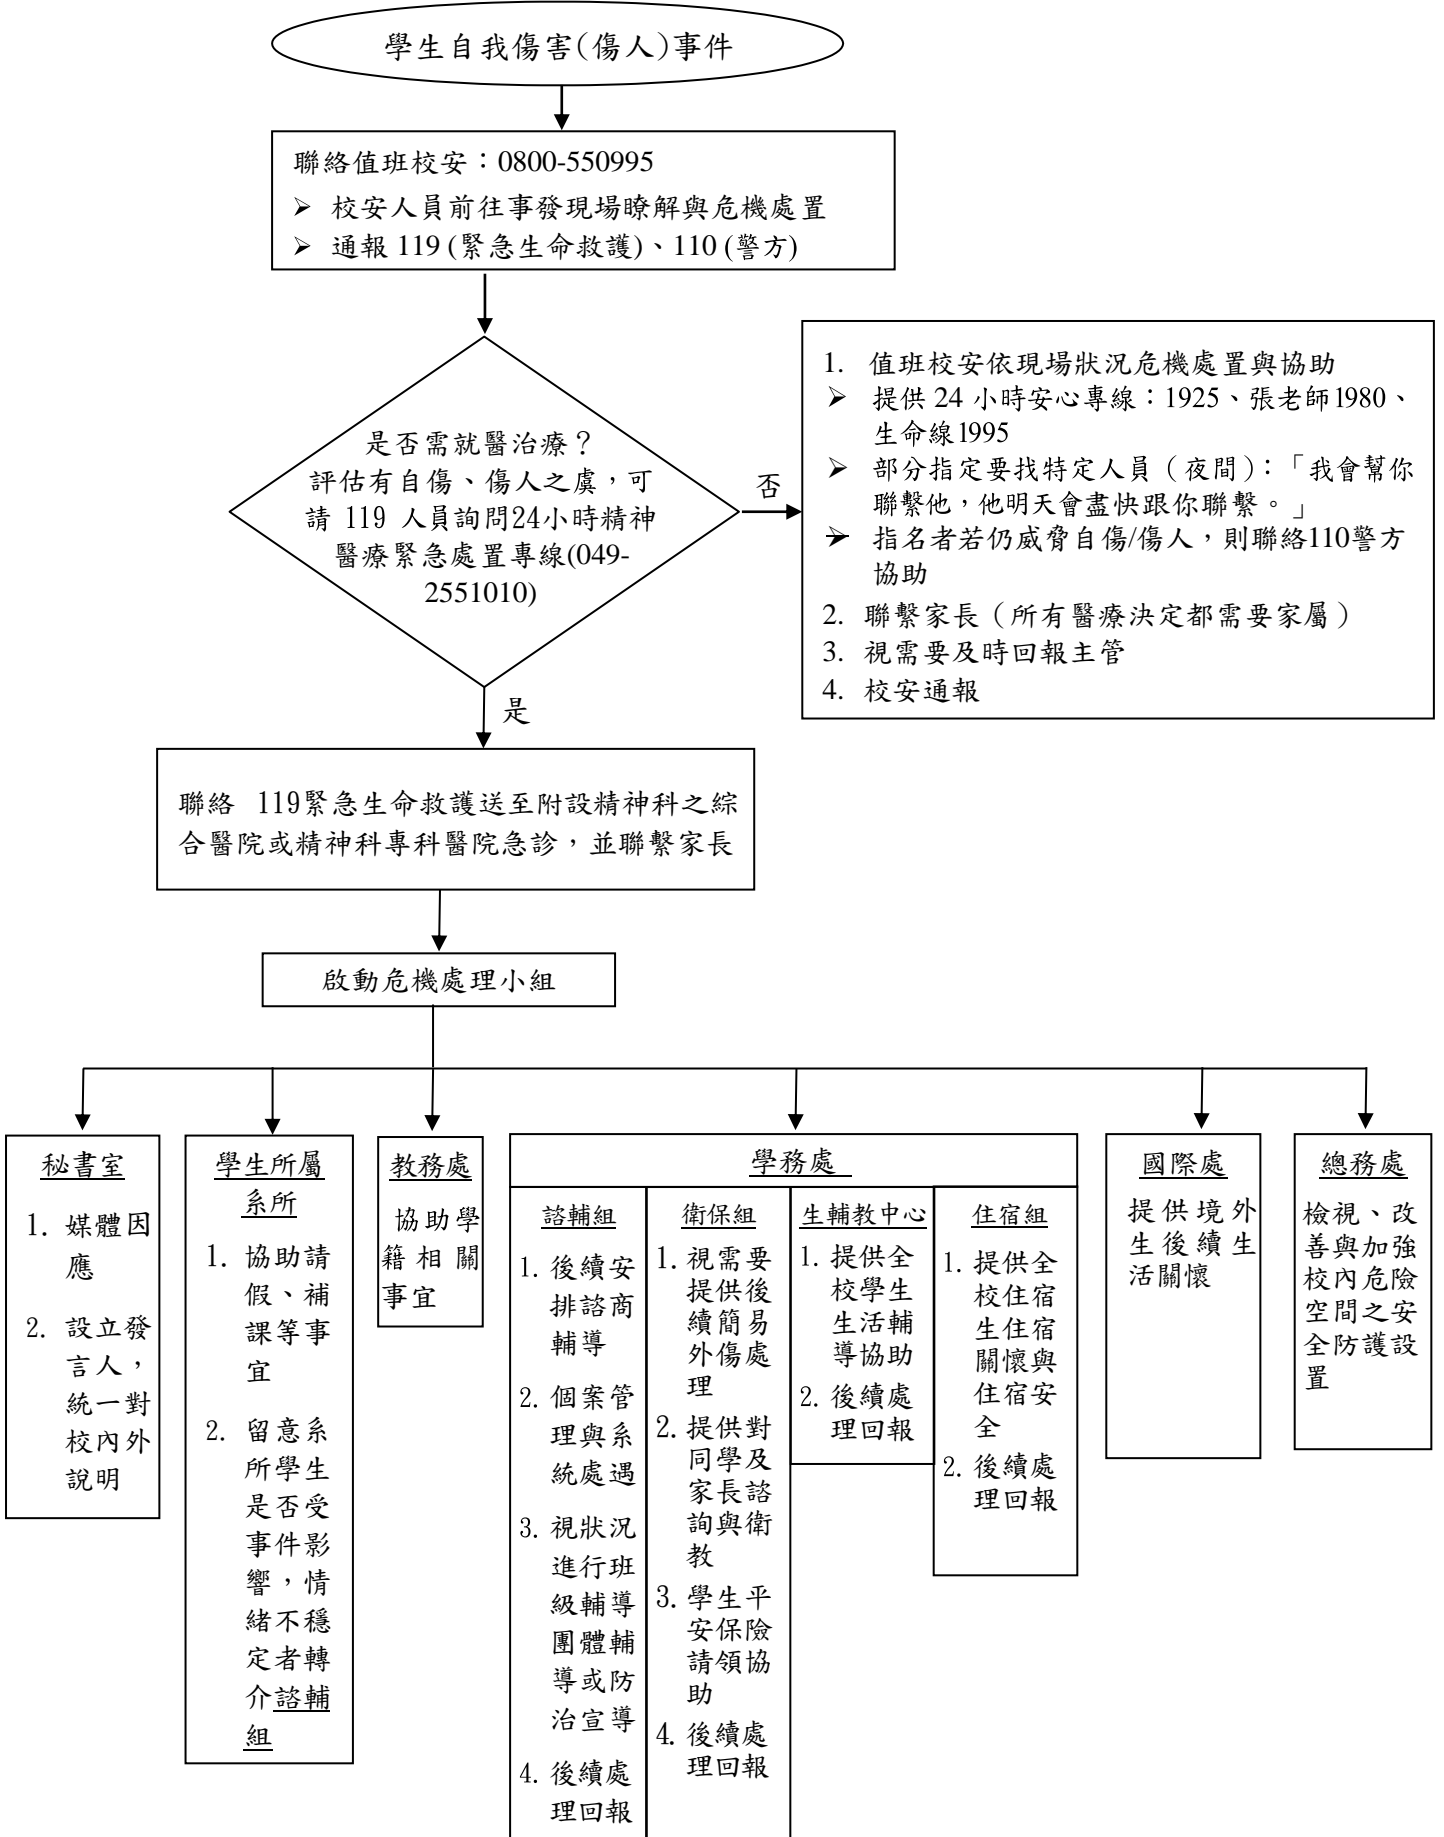 學生自我傷害(傷人)事件
聯絡值班校安：0800-550995
➢ 校安人員前往事發現場瞭解與危機處置
➢ 通報 119 (緊急生命救護)、110 (警方)
是否需就醫治療？
評估有自傷、傷人之虞，可
請 119 人員詢問24小時精神
醫療緊急處置專線(049-
2551010)
否
1. 值班校安依現場狀況危機處置與協助
➢ 提供 24 小時安心專線：1925、張老師1980、
生命線1995
➢ 部分指定要找特定人員（夜間）：「我會幫你
聯繫他，他明天會盡快跟你聯繫。」
➢ 指名者若仍威脅自傷/傷人，則聯絡110警方
協助
2. 聯繫家長（所有醫療決定都需要家屬）
3. 視需要及時回報主管
4. 校安通報
是
聯絡 119緊急生命救護送至附設精神科之綜
合醫院或精神科專科醫院急診，並聯繫家長
啟動危機處理小組
秘書室
1. 媒體因
應
2. 設立發
言人，
統一對
校內外
說明
學生所屬
系所
1. 協助請
假、補
課等事
宜
2. 留意系
所學生
是否受
事件影
響，情
緒不穩
定者轉
介諮輔
組
教務處
協助學
籍相關
事宜
學務處
諮輔組
1. 後續安
排諮商
輔導
2. 個案管
理與系
統處遇
3. 視狀況
進行班
級輔導
團體輔
導或防
治宣導
4. 後續處
理回報
衛保組
1. 視需要
提供後
續簡易
外傷處
理
2. 提供對
同學及
家長諮
詢與衛
教
3. 學生平
安保險
請領協
助
4. 後續處
理回報
生輔教中心
1. 提供全
校學生
生活輔
導協助
2. 後續處
理回報
住宿組
1. 提供全
校住宿
生住宿
關懷與
住宿安
全
2. 後續處
理回報
國際處
提供境外
生後續生
活關懷
總務處
檢視、改
善與加強
校內危險
空間之安
全防護設
置